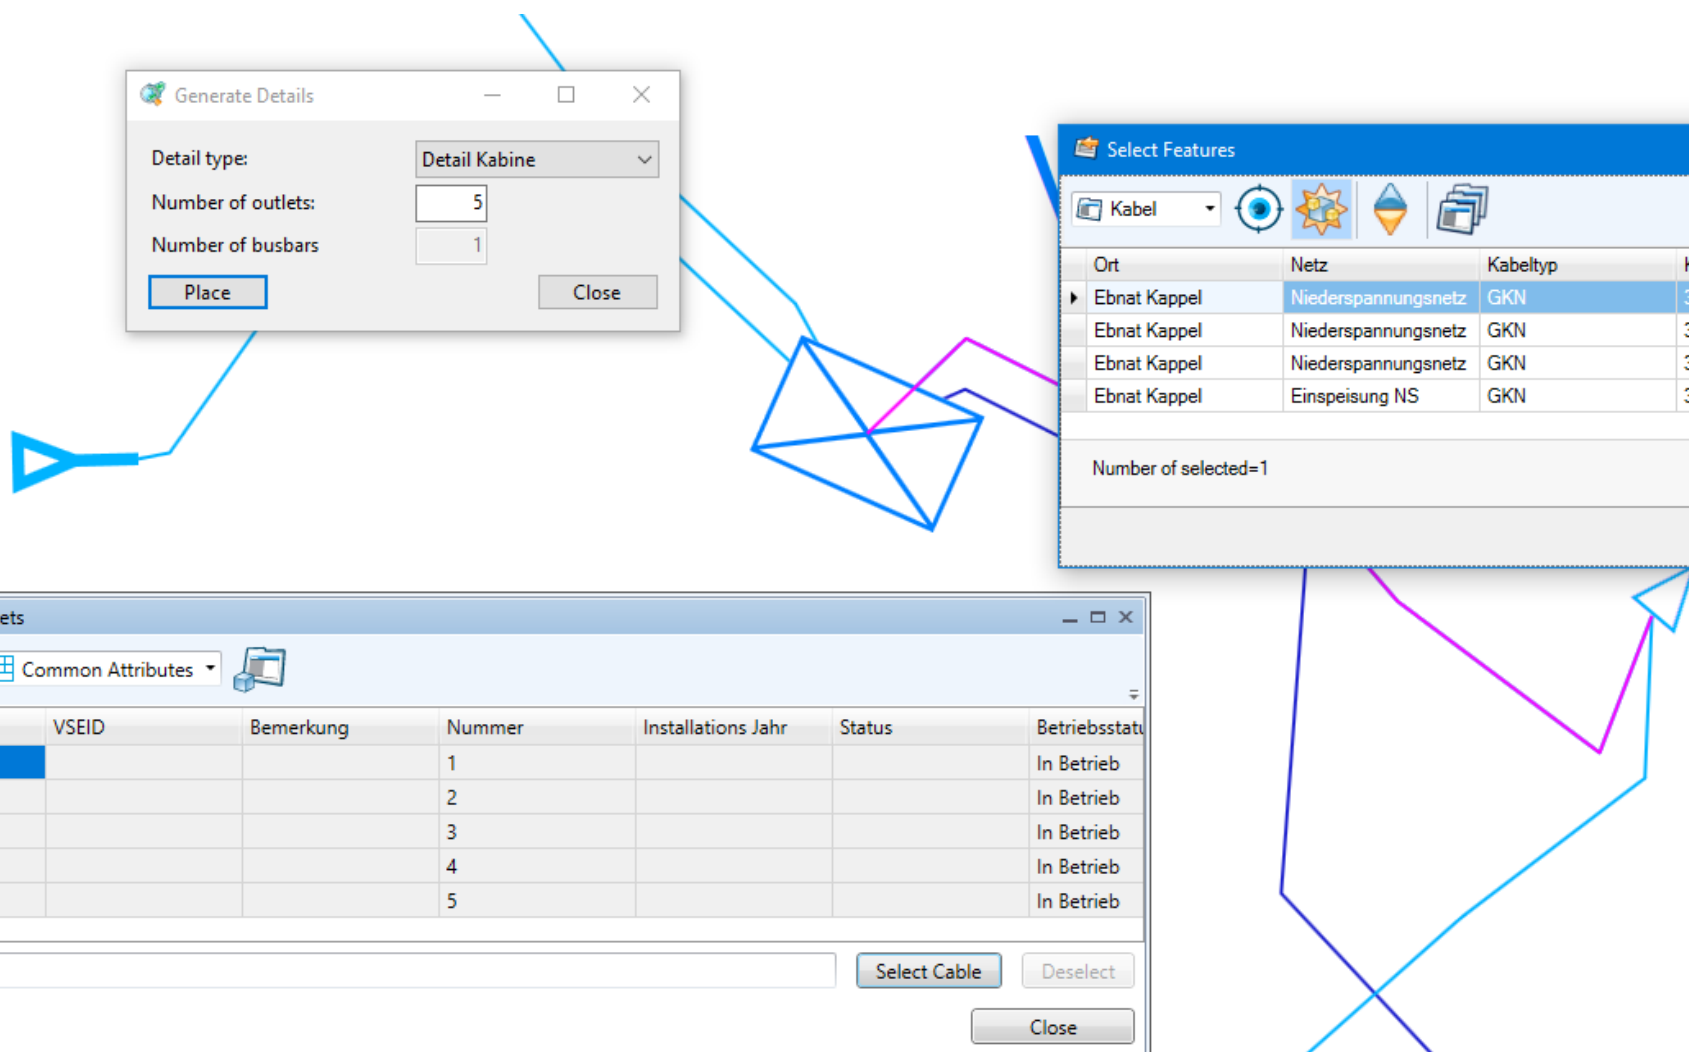 Generate Details
Detail type:
Detail Kabine
Number of outlets:
5
Number of busbars
1
Place
Close
Select Features
Kabel
Ort Netz Kabeltyp
Ebnat Kappel Niederspannungsnetz GKN
Ebnat Kappel Niederspannungsnetz GKN
Ebnat Kappel Niederspannungsnetz GKN
Ebnat Kappel Einspeisung NS GKN
Number of selected=1
ets
Common Attributes
VSEID Bemerkung Nummer Installations Jahr Status Betriebsstatu
1 In Betrieb
2 In Betrieb
3 In Betrieb
4 In Betrieb
5 In Betrieb
Select Cable
Deselect
Close